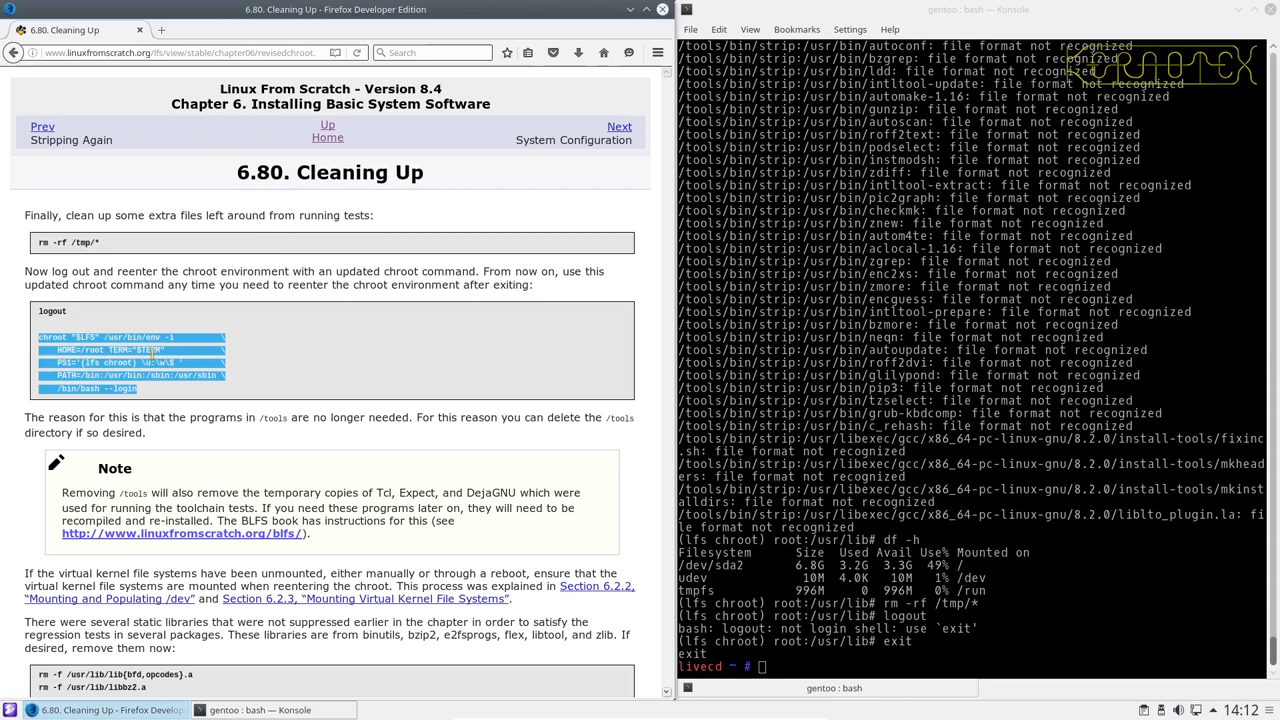 6.80. Cleaning Up - Firefox Developer Edition
6.80. Cleaning Up
www.linuxfromscratch.org/lfs/view/stable/chapter06/revisedchroot.
Search
Linux From Scratch - Version 8.4
Chapter 6. Installing Basic System Software
Prev
Up
Next
Stripping Again
Home
System Configuration
6.80. Cleaning Up
Finally, clean up some extra files left around from running tests:
rm -rf /tmp/*
Now log out and reenter the chroot environment with an updated chroot command. From now on, use this
updated chroot command any time you need to reenter the chroot environment after exiting:
logout
chroot "$LFS" /usr/bin/env -i \
HOME=/root TERM="$TERM" \
PS1='(lfs chroot) \u:\w\$ ' \
PATH=/bin:/usr/bin:/sbin:/usr/sbin \
/bin/bash --login
The reason for this is that the programs in /tools are no longer needed. For this reason you can delete the /tools
directory if so desired.
Note
Removing /tools will also remove the temporary copies of Tcl, Expect, and DejaGNU which were
used for running the toolchain tests. If you need these programs later on, they will need to be
recompiled and re-installed. The BLFS book has instructions for this (see
http://www.linuxfromscratch.org/blfs/).
If the virtual kernel file systems have been unmounted, either manually or through a reboot, ensure that the
virtual kernel file systems are mounted when reentering the chroot. This process was explained in Section 6.2.2,
“Mounting and Populating /dev” and Section 6.2.3, “Mounting Virtual Kernel File Systems”.
There were several static libraries that were not suppressed earlier in the chapter in order to satisfy the
regression tests in several packages. These libraries are from binutils, bzip2, e2fsprogs, flex, libtool, and zlib. If
desired, remove them now:
rm -f /usr/lib/lib{bfd,opcodes}.a
rm -f /usr/lib/libbz2.a
gentoo : bash — Konsole
File Edit View Bookmarks Settings Help
/tools/bin/strip:/usr/bin/autoconf: file format not recognized
/tools/bin/strip:/usr/bin/bzgrep: file format not recognized
/tools/bin/strip:/usr/bin/ldd: file format not recognized
/tools/bin/strip:/usr/bin/intltool-update: file format not recognized
/tools/bin/strip:/usr/bin/automake-1.16: file format not recognized
/tools/bin/strip:/usr/bin/gunzip: file format not recognized
/tools/bin/strip:/usr/bin/autoscan: file format not recognized
/tools/bin/strip:/usr/bin/roff2text: file format not recognized
/tools/bin/strip:/usr/bin/podselect: file format not recognized
/tools/bin/strip:/usr/bin/instmodsh: file format not recognized
/tools/bin/strip:/usr/bin/zdiff: file format not recognized
/tools/bin/strip:/usr/bin/intltool-extract: file format not recognized
/tools/bin/strip:/usr/bin/pic2graph: file format not recognized
/tools/bin/strip:/usr/bin/checkmk: file format not recognized
/tools/bin/strip:/usr/bin/znew: file format not recognized
/tools/bin/strip:/usr/bin/autom4te: file format not recognized
/tools/bin/strip:/usr/bin/aclocal-1.16: file format not recognized
/tools/bin/strip:/usr/bin/zgrep: file format not recognized
/tools/bin/strip:/usr/bin/enc2xs: file format not recognized
/tools/bin/strip:/usr/bin/zmore: file format not recognized
/tools/bin/strip:/usr/bin/encguess: file format not recognized
/tools/bin/strip:/usr/bin/intltool-prepare: file format not recognized
/tools/bin/strip:/usr/bin/bzmore: file format not recognized
/tools/bin/strip:/usr/bin/neqn: file format not recognized
/tools/bin/strip:/usr/bin/autoupdate: file format not recognized
/tools/bin/strip:/usr/bin/roff2dvi: file format not recognized
/tools/bin/strip:/usr/bin/glilypond: file format not recognized
/tools/bin/strip:/usr/bin/pip3: file format not recognized
/tools/bin/strip:/usr/bin/tzselect: file format not recognized
/tools/bin/strip:/usr/bin/grub-kbdcomp: file format not recognized
/tools/bin/strip:/usr/bin/c_rehash: file format not recognized
/tools/bin/strip:/usr/libexec/gcc/x86_64-pc-linux-gnu/8.2.0/install-tools/fixinc
.sh: file format not recognized
/tools/bin/strip:/usr/libexec/gcc/x86_64-pc-linux-gnu/8.2.0/install-tools/mkhead
ers: file format not recognized
/tools/bin/strip:/usr/libexec/gcc/x86_64-pc-linux-gnu/8.2.0/install-tools/mkinst
alldirs: file format not recognized
/tools/bin/strip:/usr/libexec/gcc/x86_64-pc-linux-gnu/8.2.0/liblto_plugin.la: fi
le format not recognized
(lfs chroot) root:/usr/lib# df -h
Filesystem Size Used Avail Use% Mounted on
/dev/sda2 6.8G 3.2G 3.3G 49% /
udev 10M 4.0K 10M 1% /dev
tmpfs 996M 0 996M 0% /run
(lfs chroot) root:/usr/lib# rm -rf /tmp/*
(lfs chroot) root:/usr/lib# logout
bash: logout: not login shell: use `exit'
(lfs chroot) root:/usr/lib# exit
exit
livecd ~ #
gentoo : bash
6.80. Cleaning Up - Firefox Develop
gentoo : bash — Konsole
14:12